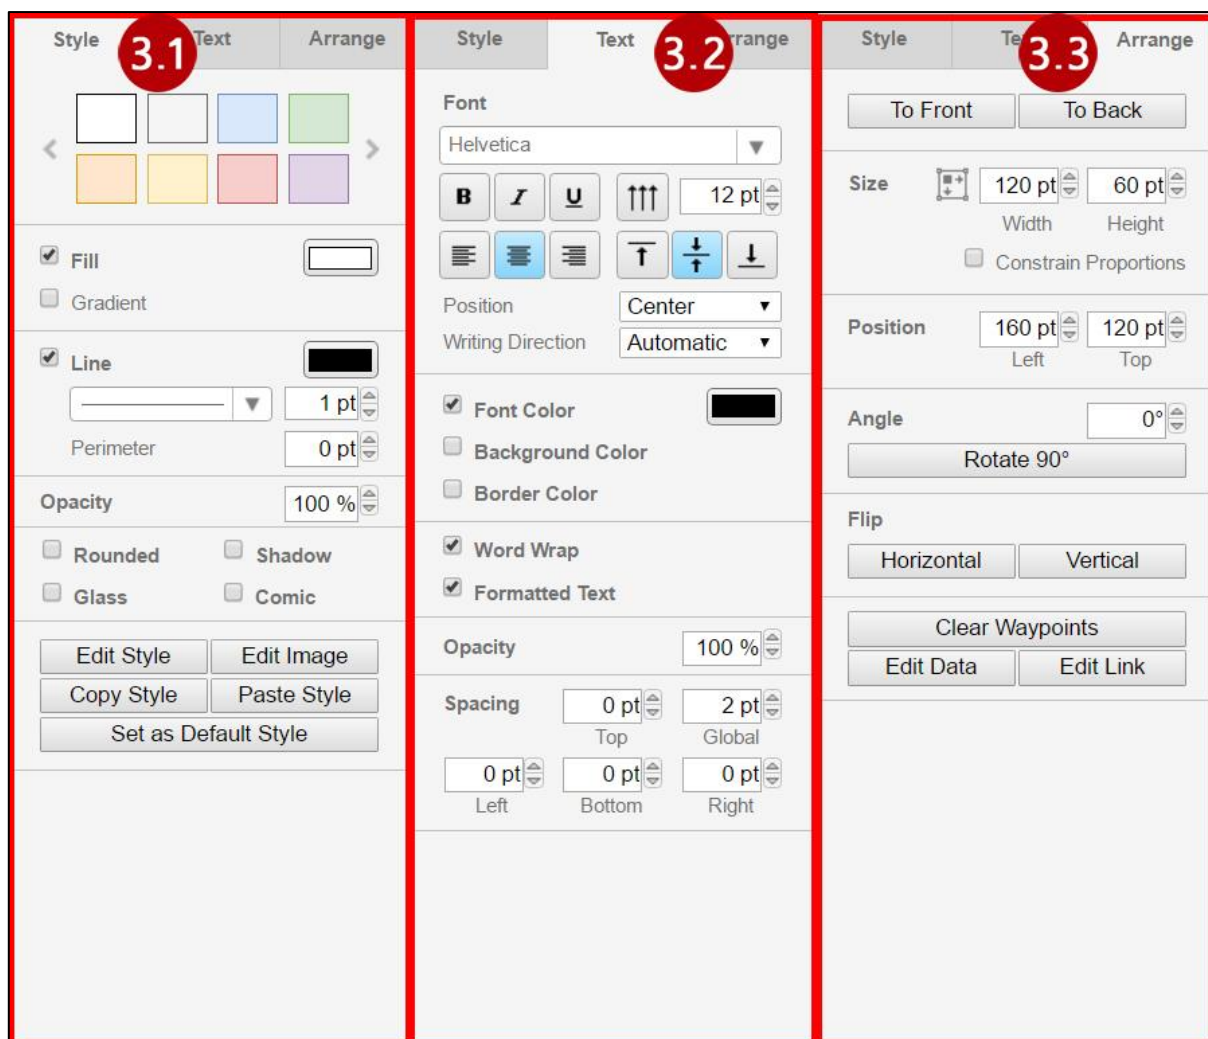 Style Text Arrange
3.1
Fill
Gradient
Line
1 pt
Perimeter 0 pt
Opacity 100 %
Rounded Shadow
Glass Comic
Edit Style Edit Image
Copy Style Paste Style
Set as Default Style
Style Text rrange
3.2
Font
Helvetica
B I U 12 pt
Position Center
Writing Direction Automatic
Font Color
Background Color
Border Color
Word Wrap
Formatted Text
Opacity 100 %
Spacing 0 pt 2 pt
Top Global
0 pt 0 pt 0 pt
Left Bottom Right
Style Te Arrange
3.3
To Front To Back
Size 120 pt 60 pt
Width Height
Constrain Proportions
Position 160 pt 120 pt
Left Top
Angle 0°
Rotate 90°
Flip
Horizontal Vertical
Clear Waypoints
Edit Data Edit Link